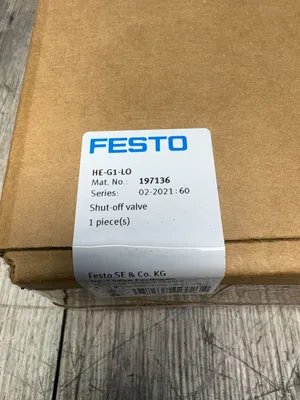 FESTO
HE-G1-LO
Mat. No.: 197136
Series: 02-2021:60
Shut-off valve
1 piece(s)
Festo SE & Co. KG